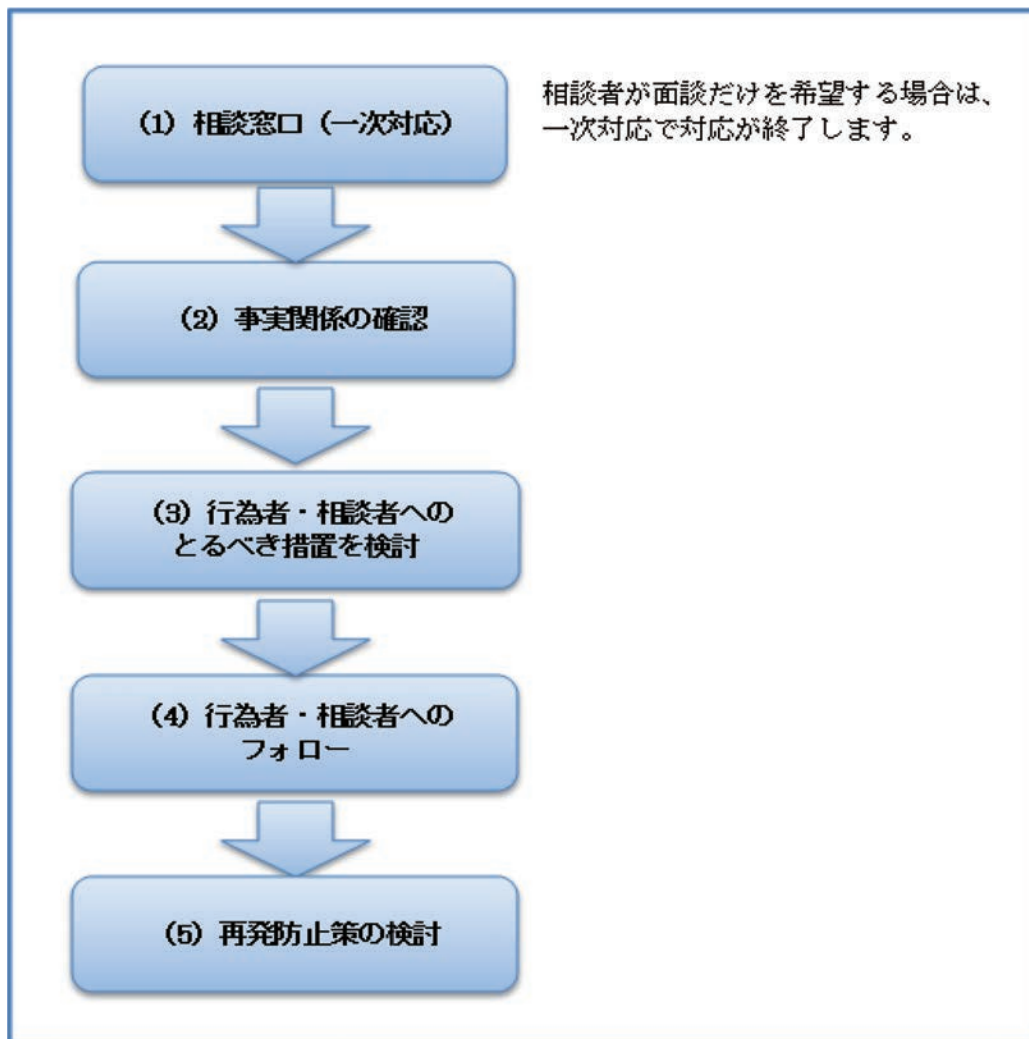 (1) 相談窓口（一次対応）
相談者が面談だけを希望する場合は、
一次対応で対応が終了します。
(2) 事実関係の確認
(3) 行為者・相談者への
とるべき措置を検討
(4) 行為者・相談者への
フォロー
(5) 再発防止策の検討